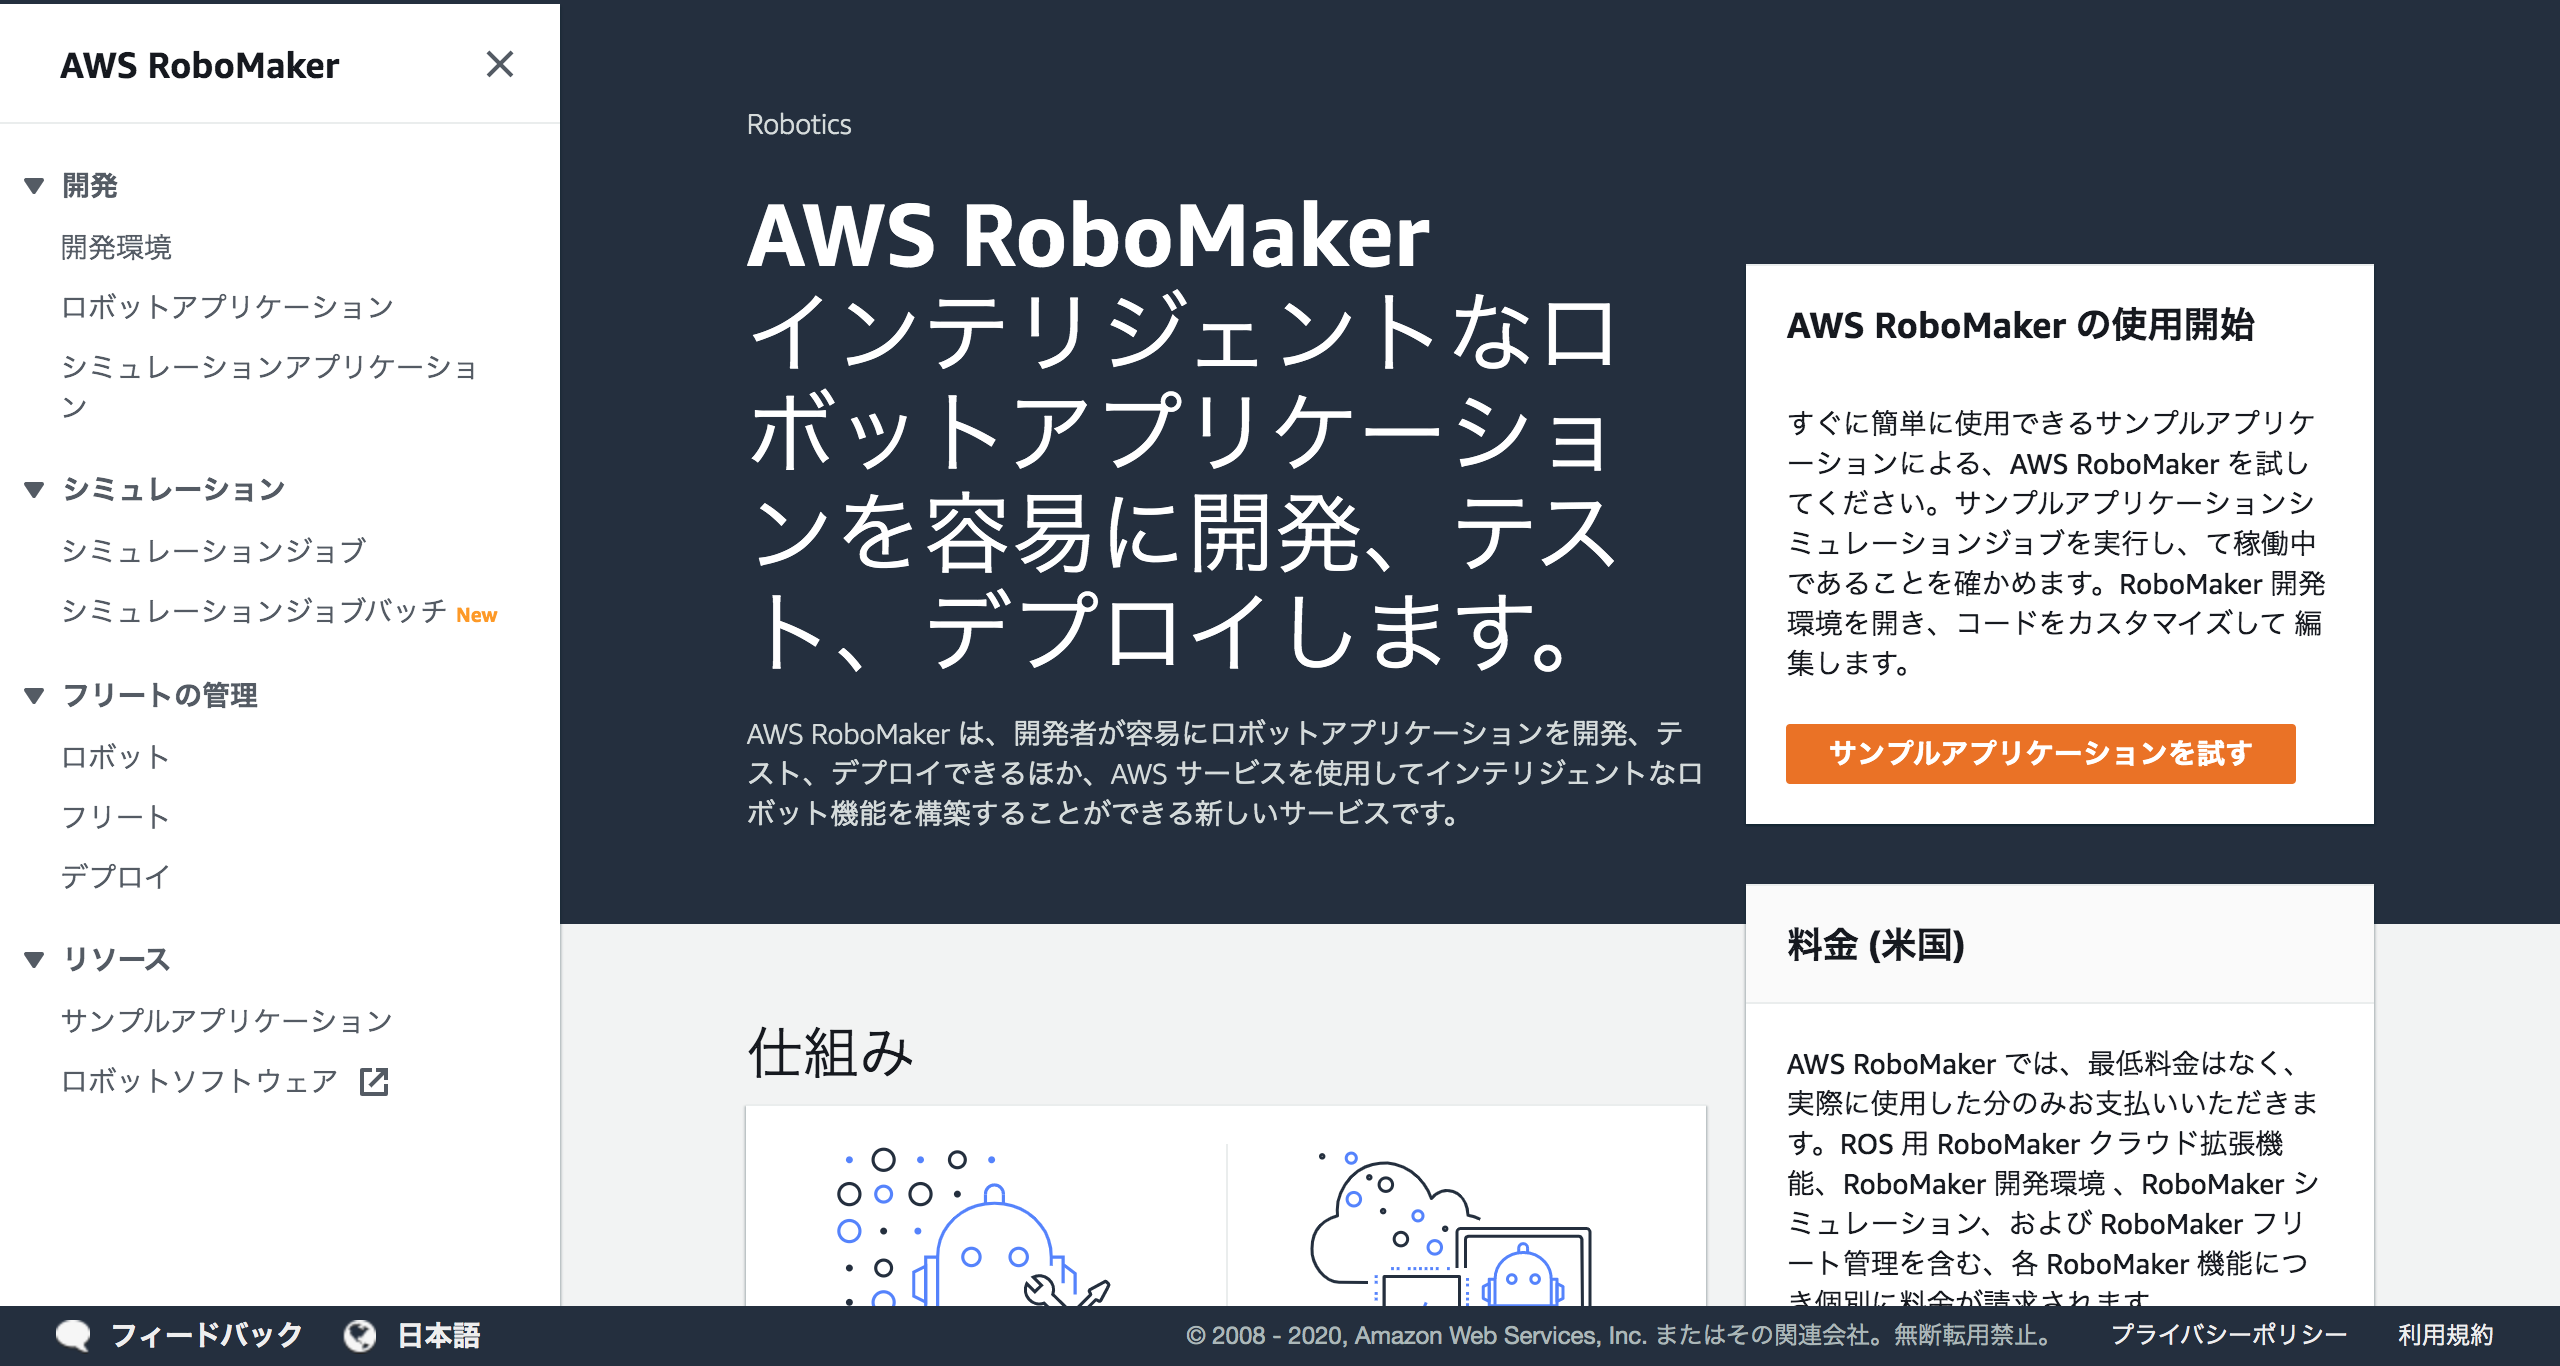 AWS RoboMaker
開発
開発環境
ロボットアプリケーション
シミュレーションアプリケーショ
ン
シミュレーション
シミュレーションジョブ
シミュレーションジョブバッチ New
フリートの管理
ロボット
フリート
デプロイ
リソース
サンプルアプリケーション
ロボットソフトウェア
Robotics
AWS RoboMaker
インテリジェントなロ
ボットアプリケーショ
ンを容易に開発、テス
ト、デプロイします。
AWS RoboMaker は、開発者が容易にロボットアプリケーションを開発、テ
スト、デプロイできるほか、AWS サービスを使用してインテリジェントなロ
ボット機能を構築することができる新しいサービスです。
AWS RoboMaker の使用開始
すぐに簡単に使用できるサンプルアプリケ
ーションによる、AWS RoboMaker を試し
てください。サンプルアプリケーションシ
ミュレーションジョブを実行し、て稼働中
であることを確かめます。RoboMaker 開発
環境を開き、コードをカスタマイズして 編
集します。
サンプルアプリケーションを試す
料金 (米国)
AWS RoboMaker では、最低料金はなく、
実際に使用した分のみお支払いいただきま
す。ROS 用 RoboMaker クラウド拡張機
能、RoboMaker 開発環境 、RoboMaker シ
ミュレーション、および RoboMaker フリ
ート管理を含む、各 RoboMaker 機能につ
き個別に料金が請求されます
仕組み
フィードバック
日本語
© 2008 - 2020, Amazon Web Services, Inc. またはその関連会社。無断転用禁止。
プライバシーポリシー
利用規約